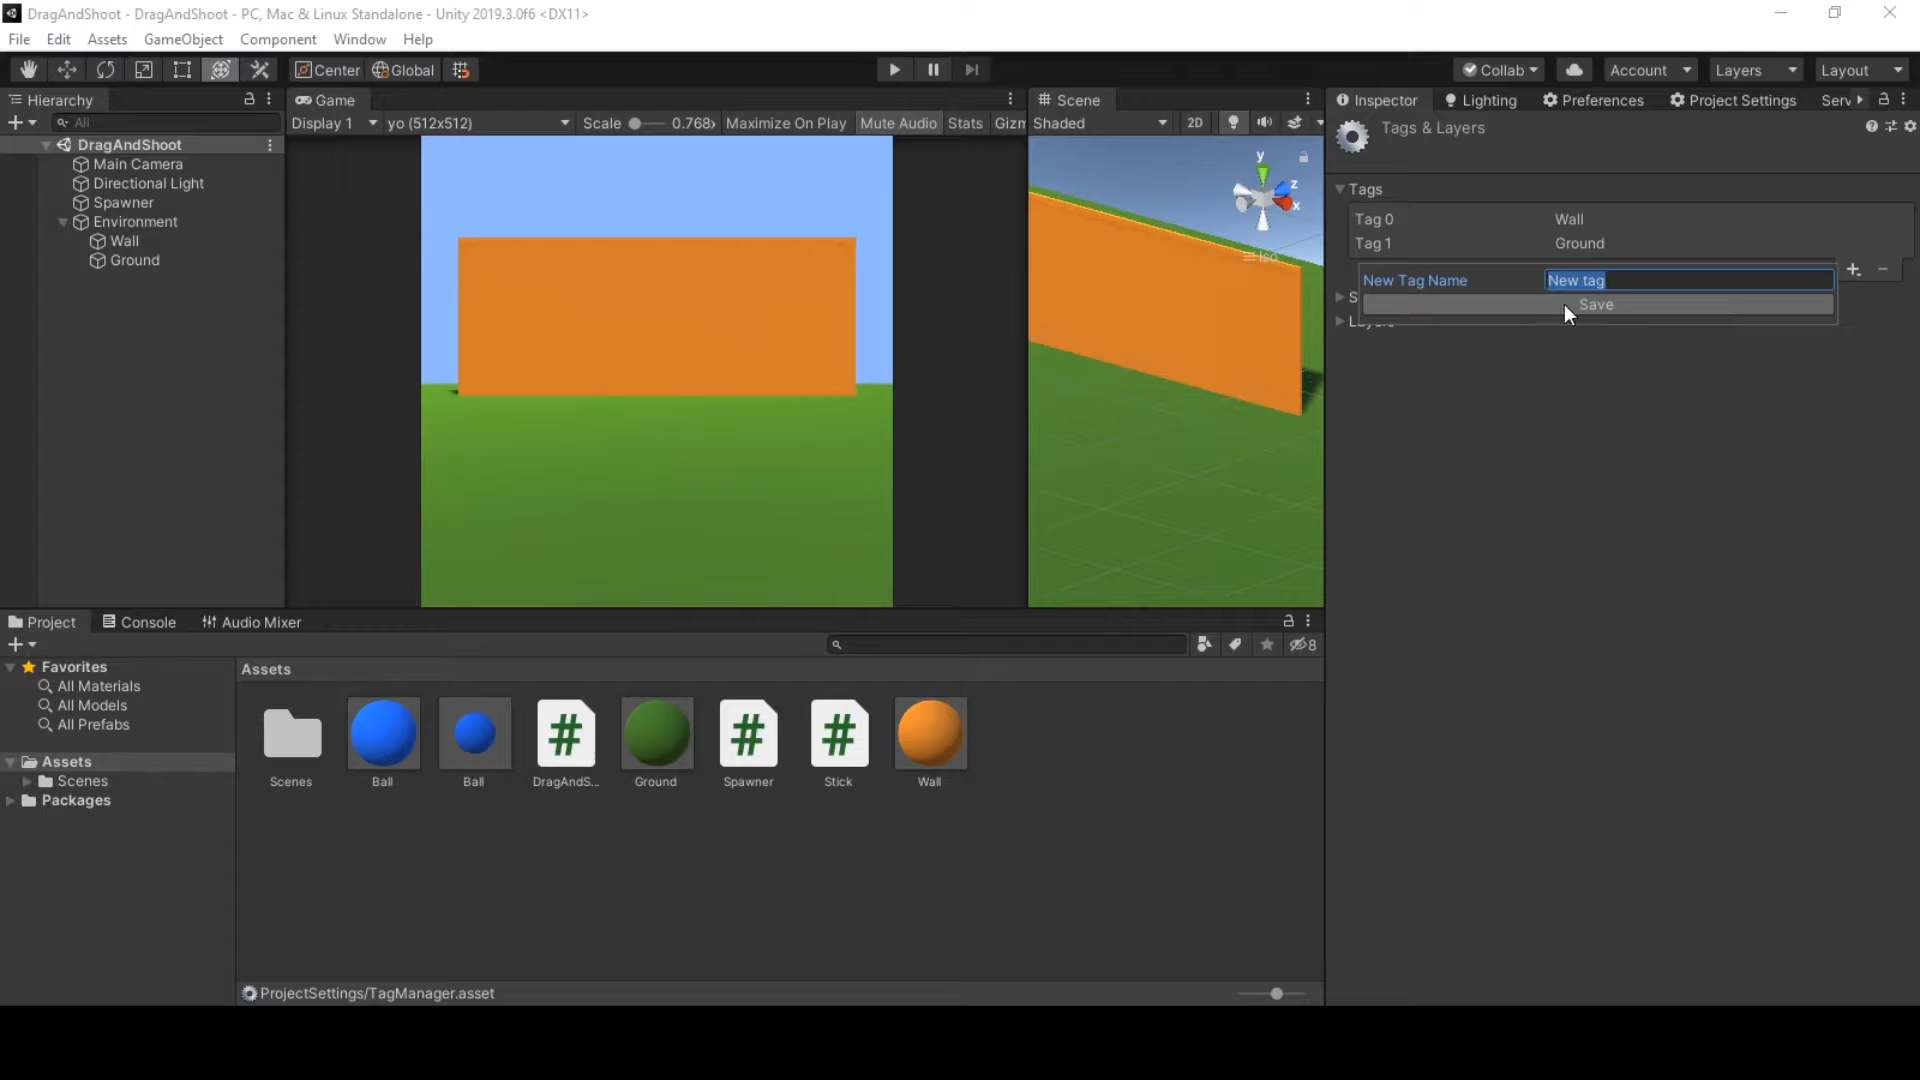 DragAndShoot - DragAndShoot - PC, Mac & Linux Standalone - Unity 2019.3.0f6 <DX11>
File Edit Assets GameObject Component Window Help
Center Global Collab Account Layers Layout
Hierarchy Game Scene Inspector Lighting Preferences Project Settings Serv
All Display 1 yo (512x512) Scale 0.768x Maximize On Play Mute Audio Stats Gizm Shaded 2D
Tags & Layers
DragAndShoot
Main Camera
Directional Light
Spawner
Environment
Wall
Ground
y
z
x
Iso
Tags
Tag 0 Wall
Tag 1 Ground
New Tag Name New tag
Save
Project Console Audio Mixer
8
Favorites
All Materials
All Models
All Prefabs
Assets
Scenes
Packages
Assets
Scenes Ball Ball DragAndS... Ground Spawner Stick Wall
ProjectSettings/TagManager.asset